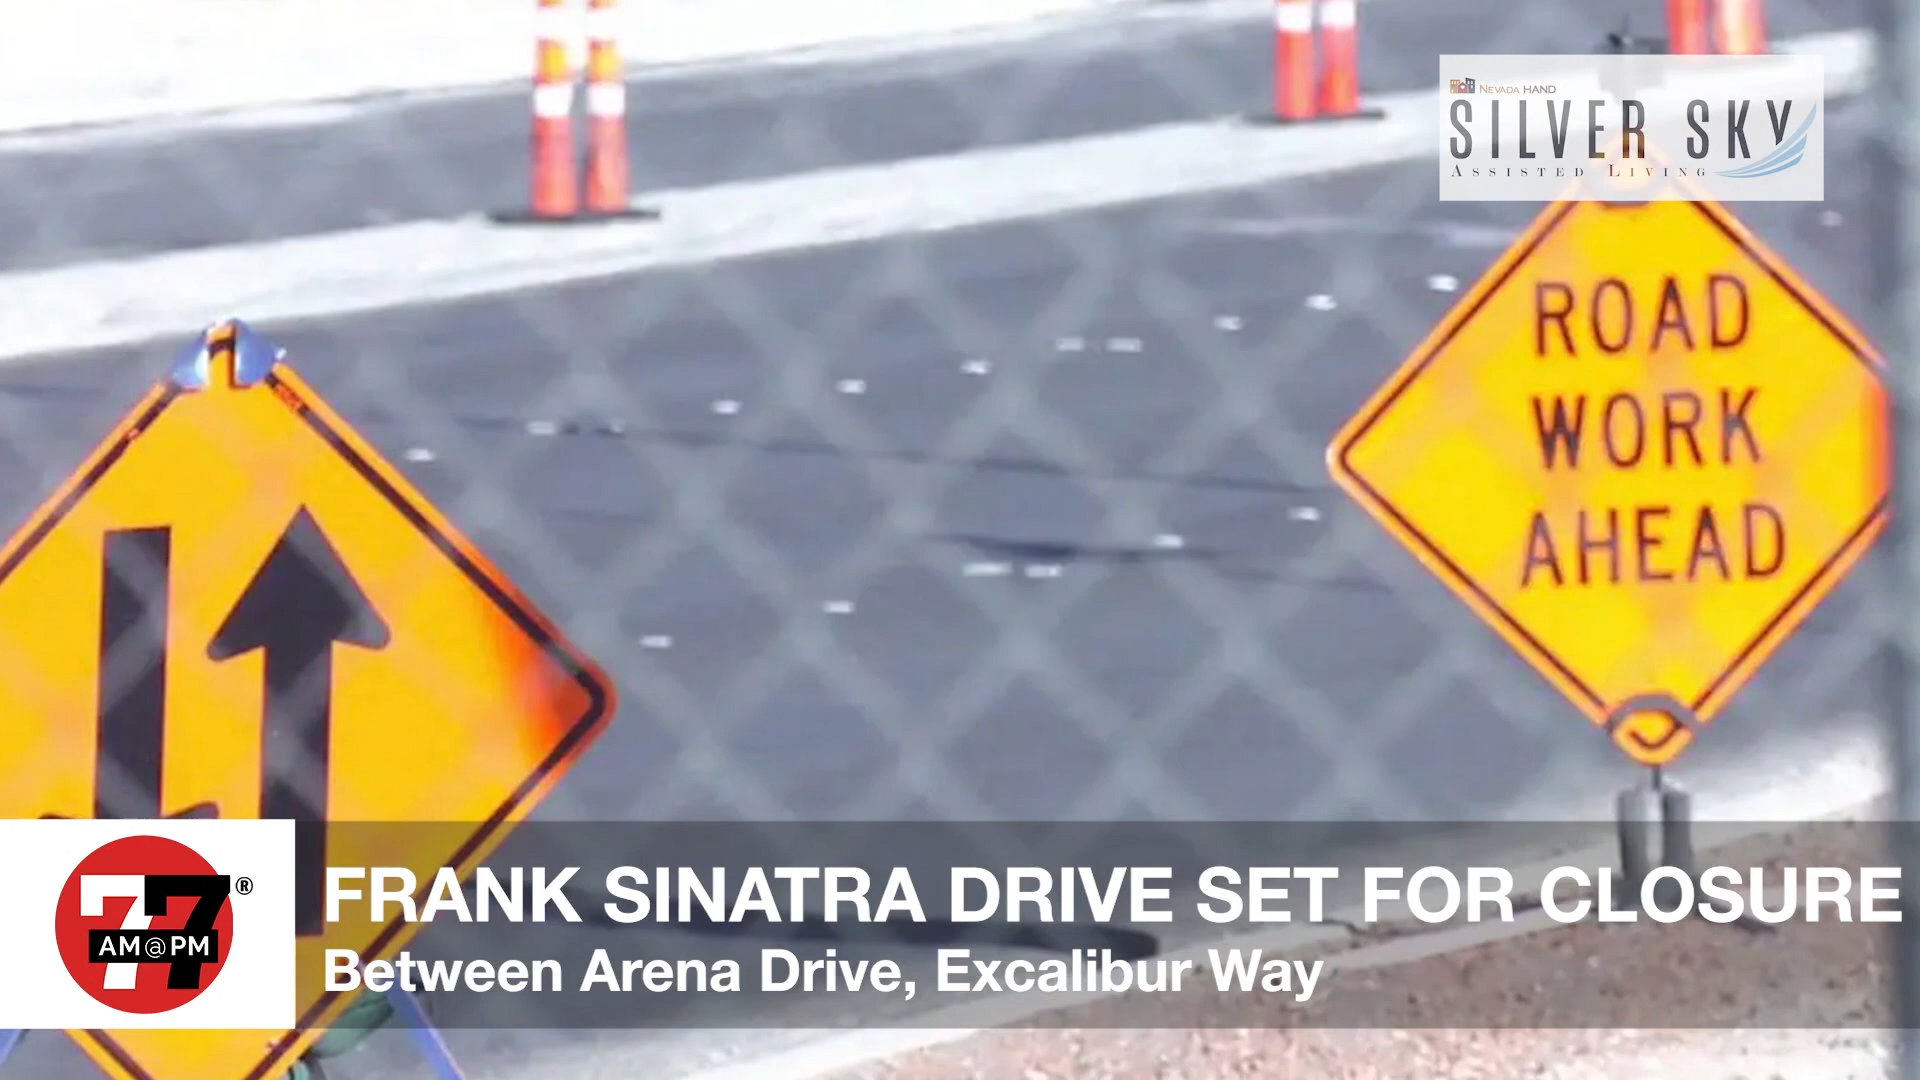 NEVADA HAND
SILVER SKY
ASSISTED LIVING
ROAD
WORK
AHEAD
77®
AM@PM
FRANK SINATRA DRIVE SET FOR CLOSURE
Between Arena Drive, Excalibur Way